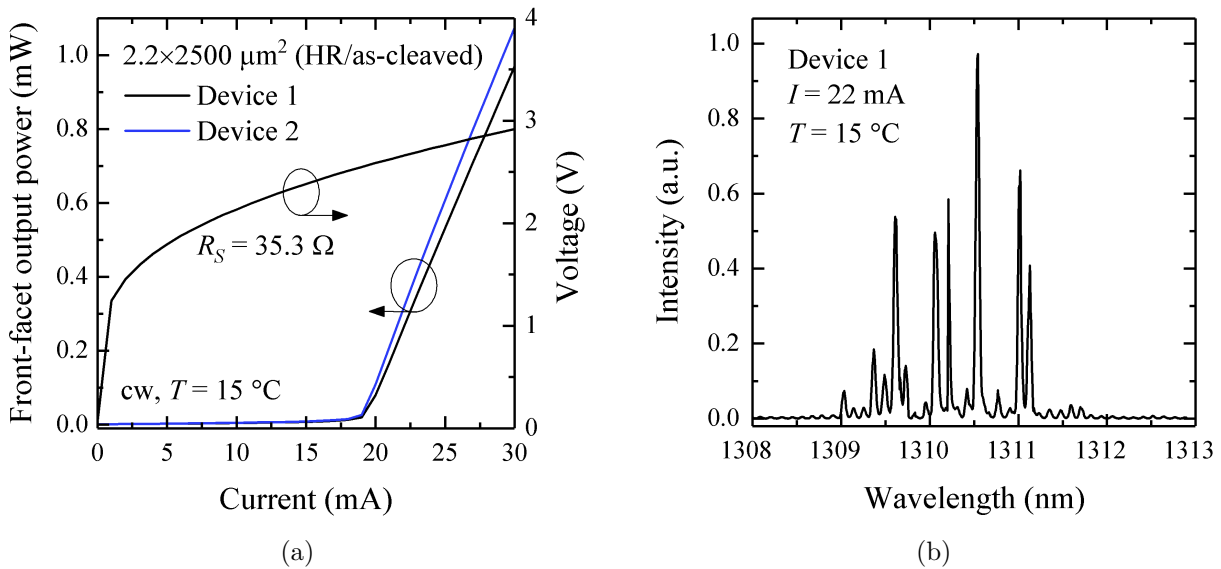 Front-facet output power (mW)
1.0
0.8
0.6
0.4
0.2
0.0
2.2×2500 μm² (HR/as-cleaved)
Device 1
Device 2
R_S = 35.3 Ω
cw, T = 15 °C
4
3
2
1
0
Voltage (V)
0 5 10 15 20 25 30
Current (mA)
(a)
Intensity (a.u.)
1.0
0.8
0.6
0.4
0.2
0.0
Device 1
I = 22 mA
T = 15 °C
1308 1309 1310 1311 1312 1313
Wavelength (nm)
(b)